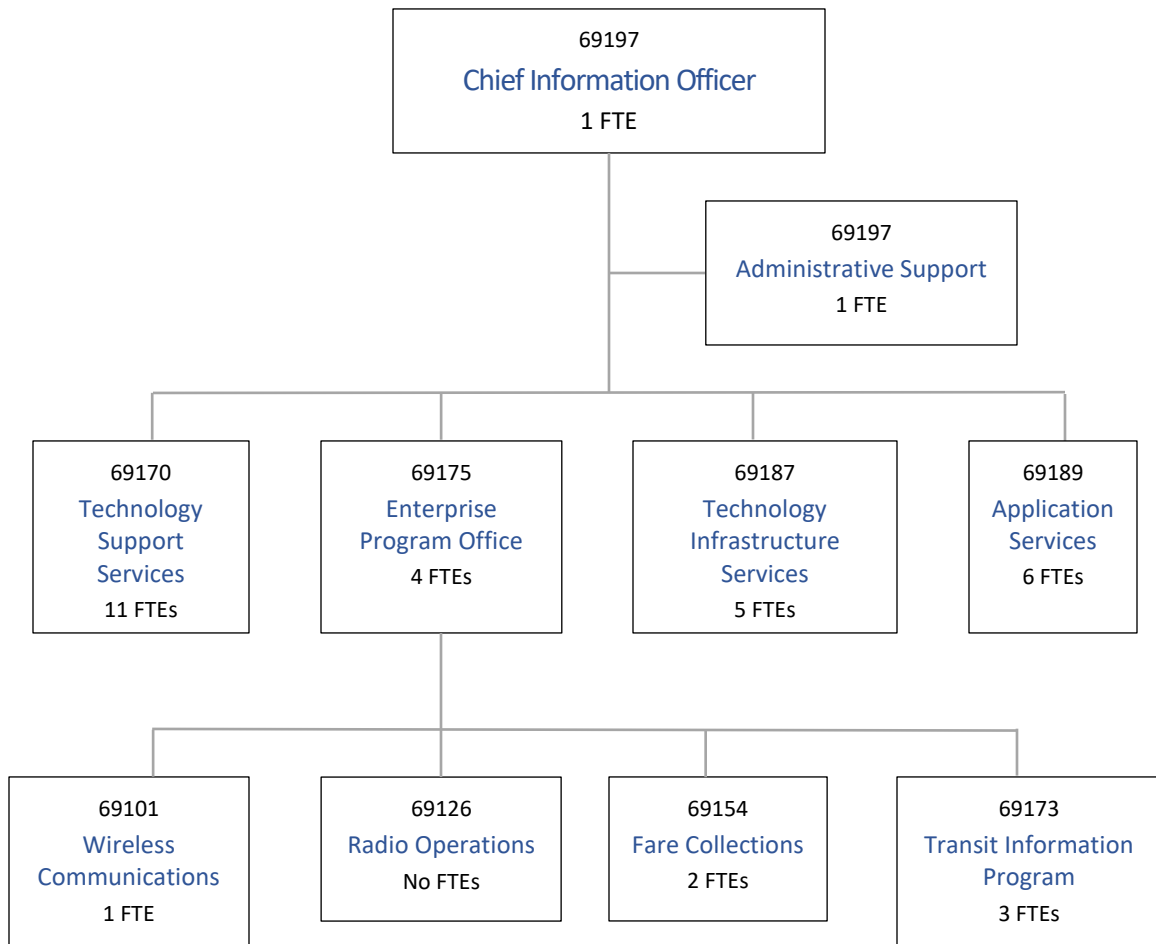 69197
Chief Information Officer
1 FTE
69197
Administrative Support
1 FTE
69170
Technology
Support
Services
11 FTEs
69175
Enterprise
Program Office
4 FTEs
69187
Technology
Infrastructure
Services
5 FTEs
69189
Application
Services
6 FTEs
69101
Wireless
Communications
1 FTE
69126
Radio Operations
No FTEs
69154
Fare Collections
2 FTEs
69173
Transit Information
Program
3 FTEs